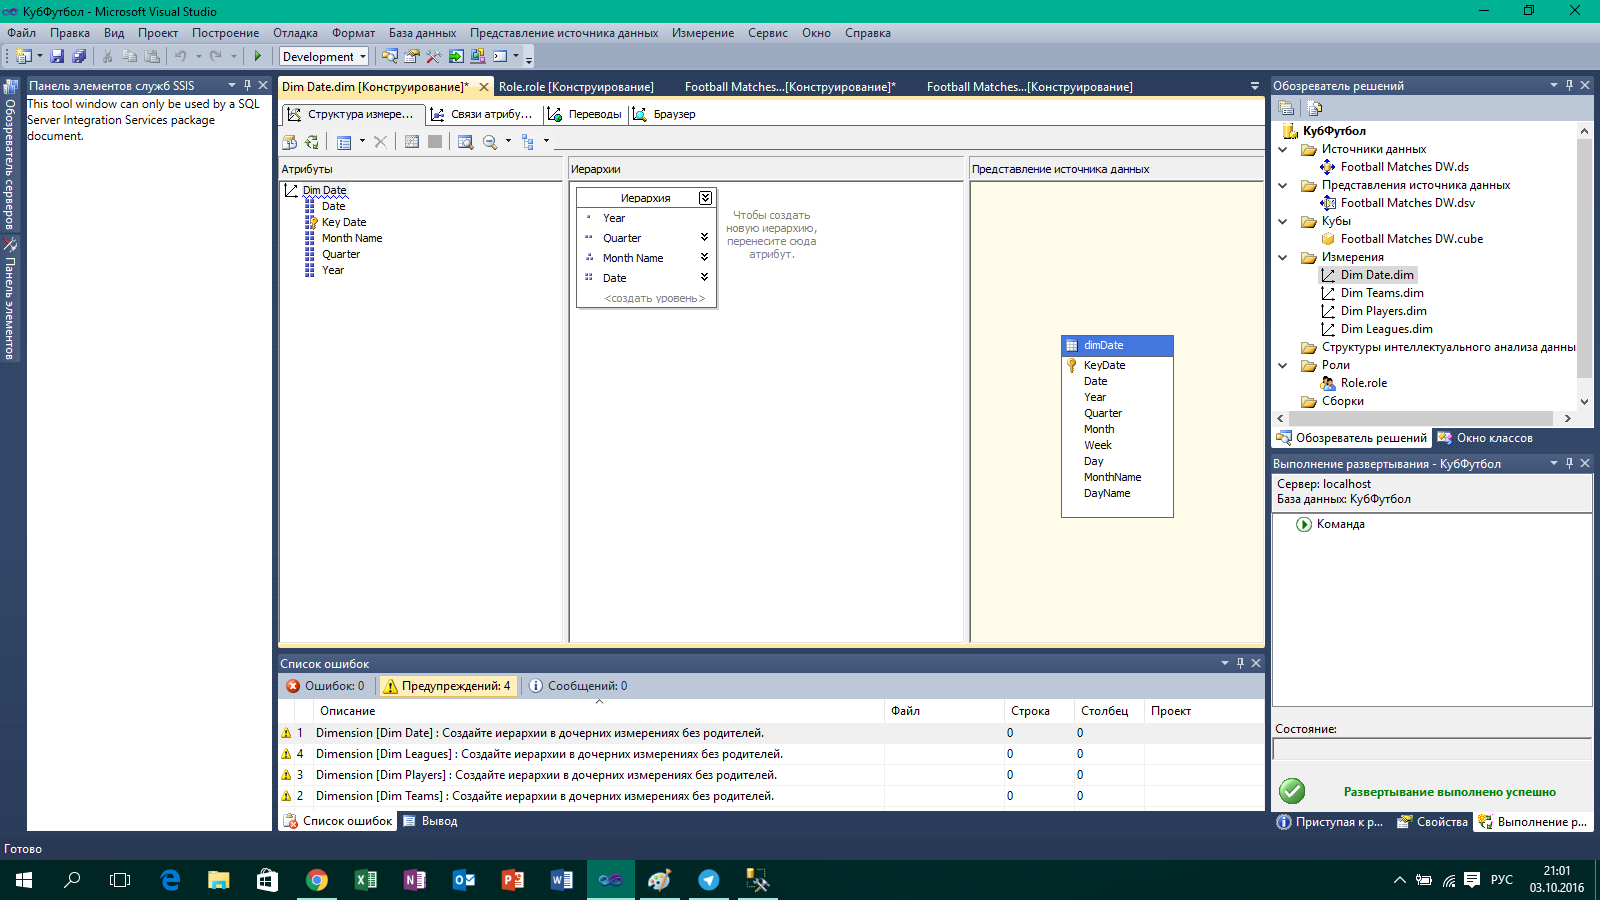 КубФутбол - Microsoft Visual Studio
Файл Правка Вид Проект Построение Отладка Формат База данных Представление источника данных Измерение Сервис Окно Справка
Development
Обозреватель серверов
Панель элементов
Панель элементов служб SSIS
This tool window can only be used by a SQL
Server Integration Services package
document.
Dim Date.dim [Конструирование]* Role.role [Конструирование] Football Matches...[Конструирование]* Football Matches...[Конструирование]
Структура измере... Связи атрибу... Переводы Браузер
Атрибуты
Dim Date
Date
Key Date
Month Name
Quarter
Year
Иерархии
Иерархия
Year
Quarter
Month Name
Date
<создать уровень>
Чтобы создать
новую иерархию,
перенесите сюда
атрибут.
Представление источника данных
dimDate
KeyDate
Date
Year
Quarter
Month
Week
Day
MonthName
DayName
Обозреватель решений
КубФутбол
Источники данных
Football Matches DW.ds
Представления источника данных
Football Matches DW.dsv
Кубы
Football Matches DW.cube
Измерения
Dim Date.dim
Dim Teams.dim
Dim Players.dim
Dim Leagues.dim
Структуры интеллектуального анализа данны
Роли
Role.role
Сборки
Обозреватель решений Окно классов
Выполнение развертывания - КубФутбол
Сервер: localhost
База данных: КубФутбол
Команда
Состояние:
Развертывание выполнено успешно
Приступая к р... Свойства Выполнение р...
Список ошибок
Ошибок: 0 Предупреждений: 4 Сообщений: 0
Описание Файл Строка Столбец Проект
1 Dimension [Dim Date] : Создайте иерархии в дочерних измерениях без родителей. 0 0
4 Dimension [Dim Leagues] : Создайте иерархии в дочерних измерениях без родителей. 0 0
3 Dimension [Dim Players] : Создайте иерархии в дочерних измерениях без родителей. 0 0
2 Dimension [Dim Teams] : Создайте иерархии в дочерних измерениях без родителей. 0 0
Список ошибок Вывод
Готово
РУС
21:01
03.10.2016